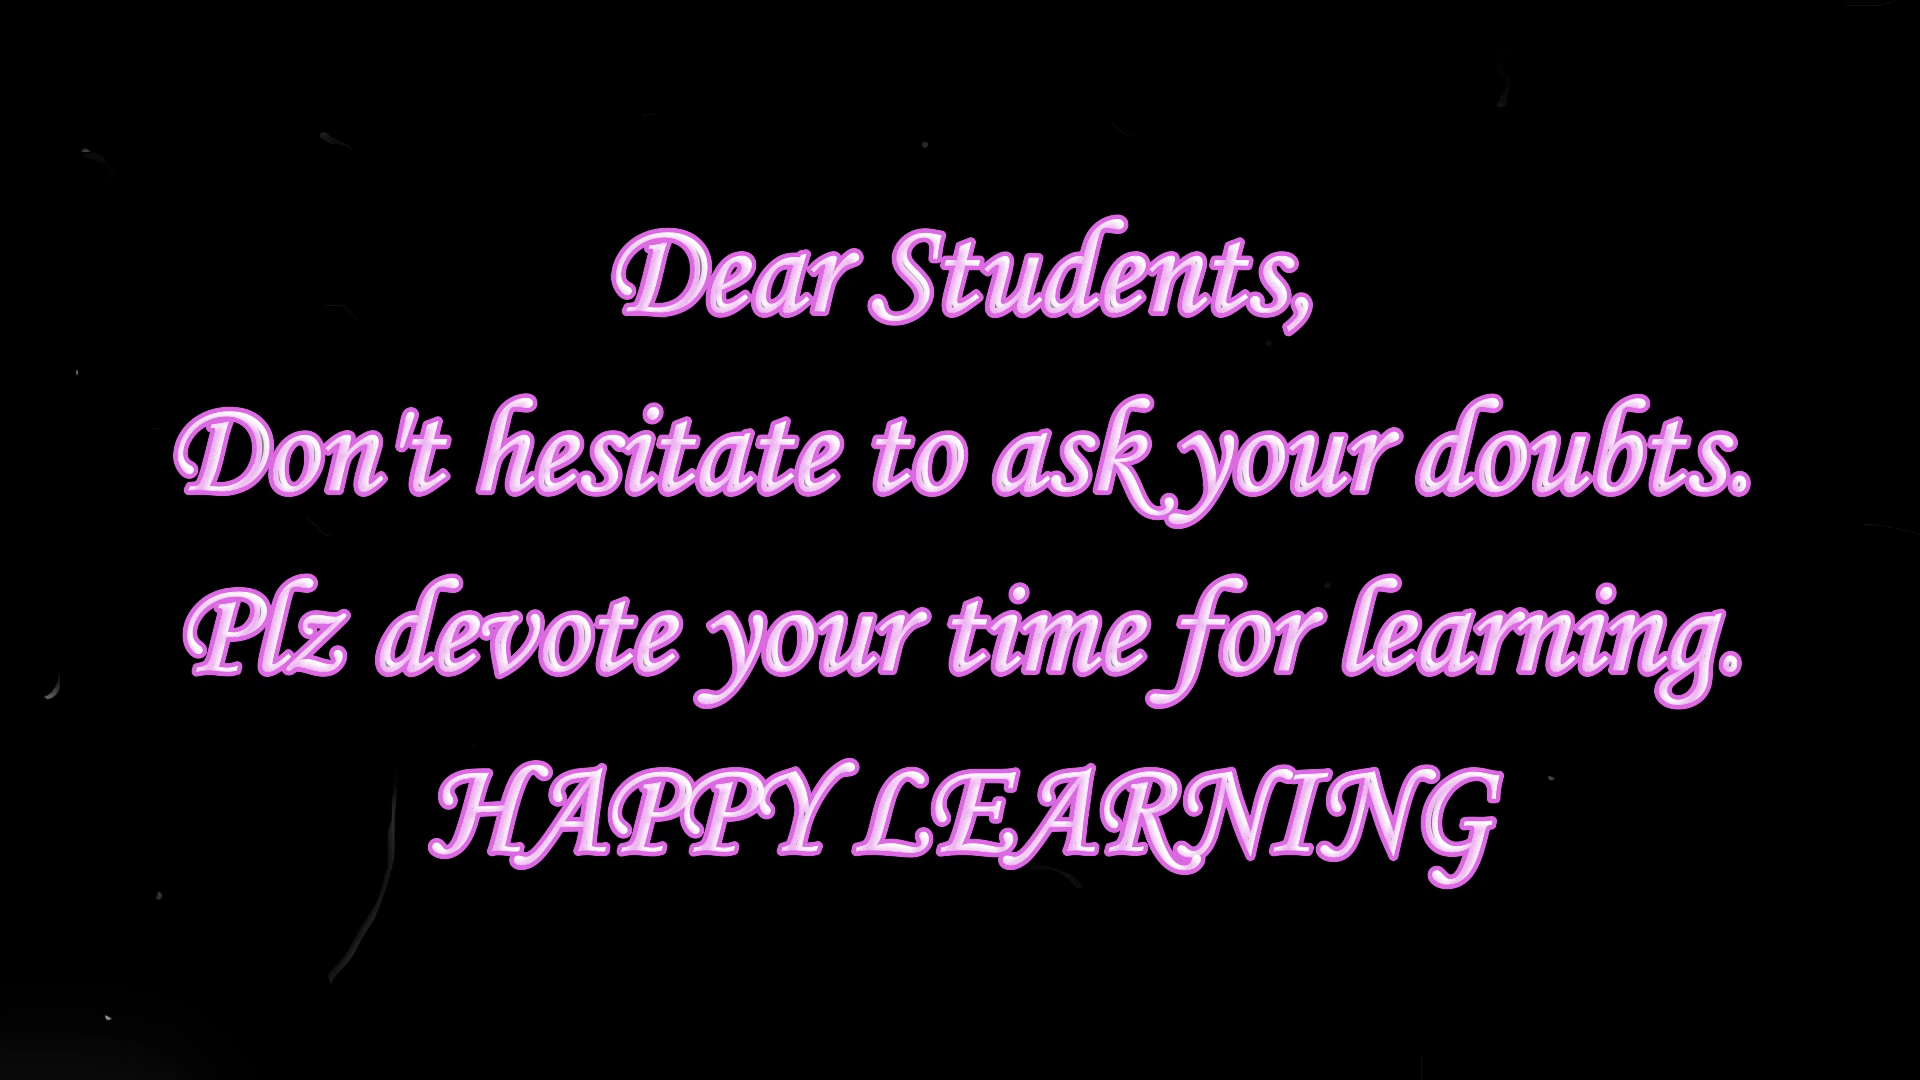 Dear Students,
Don't hesitate to ask your doubts.
Plz devote your time for learning.
HAPPY LEARNING